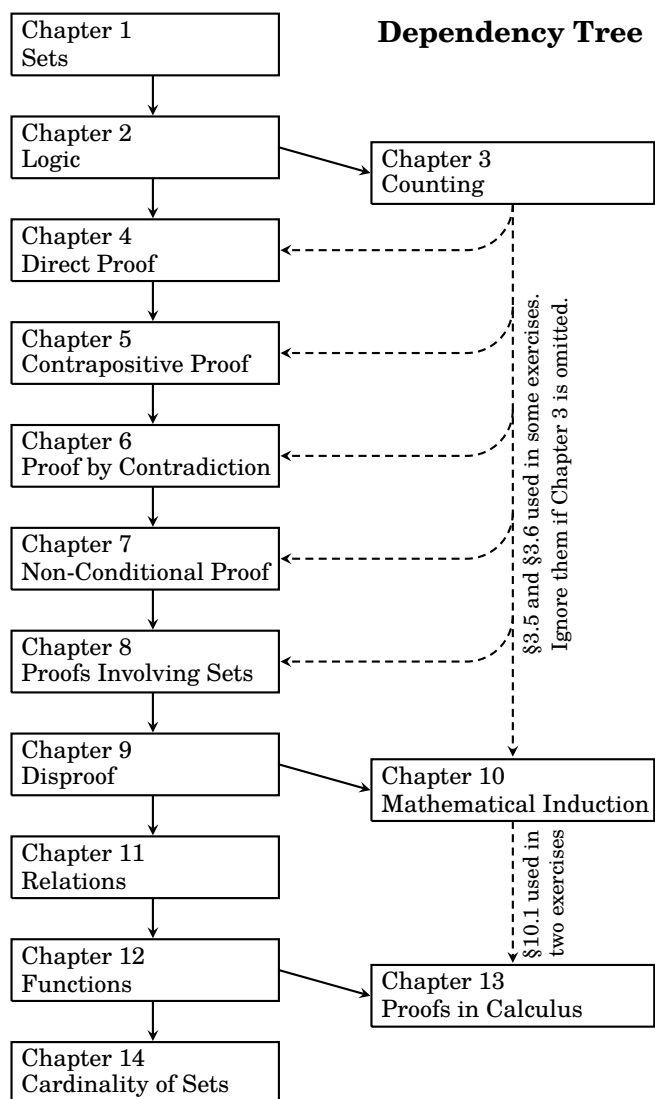 Dependency Tree
Chapter 1
Sets
Chapter 2
Logic
Chapter 3
Counting
Chapter 4
Direct Proof
Chapter 5
Contrapositive Proof
Chapter 6
Proof by Contradiction
Chapter 7
Non-Conditional Proof
Chapter 8
Proofs Involving Sets
§3.5 and §3.6 used in some exercises.
Ignore them if Chapter 3 is omitted.
Chapter 9
Disproof
Chapter 10
Mathematical Induction
Chapter 11
Relations
§10.1 used in
two exercises
Chapter 12
Functions
Chapter 13
Proofs in Calculus
Chapter 14
Cardinality of Sets